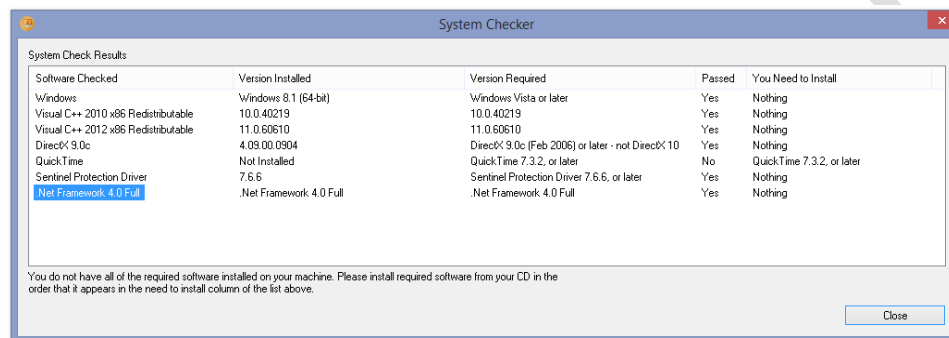 System Checker
System Check Results
Software Checked Version Installed Version Required Passed You Need to Install
Windows Windows 8.1 (64-bit) Windows Vista or later Yes Nothing
Visual C++ 2010 x86 Redistributable 10.0.40219 10.0.40219 Yes Nothing
Visual C++ 2012 x86 Redistributable 11.0.60610 11.0.60610 Yes Nothing
DirectX 9.0c 4.09.00.0904 DirectX 9.0c (Feb 2006) or later - not DirectX 10 Yes Nothing
QuickTime Not Installed QuickTime 7.3.2, or later No QuickTime 7.3.2, or later
Sentinel Protection Driver 7.6.6 Sentinel Protection Driver 7.6.6, or later Yes Nothing
.Net Framework 4.0 Full .Net Framework 4.0 Full .Net Framework 4.0 Full Yes Nothing
You do not have all of the required software installed on your machine. Please install required software from your CD in the
order that it appears in the need to install column of the list above.
Close